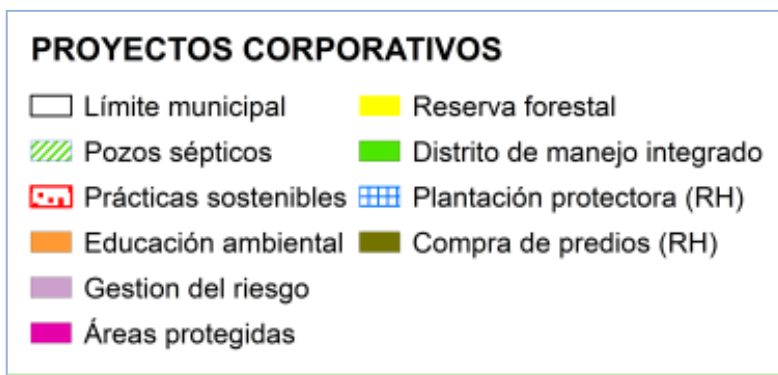 PROYECTOS CORPORATIVOS
Límite municipal
Pozos sépticos
Prácticas sostenibles
Educación ambiental
Gestion del riesgo
Áreas protegidas
Reserva forestal
Distrito de manejo integrado
Plantación protectora (RH)
Compra de predios (RH)